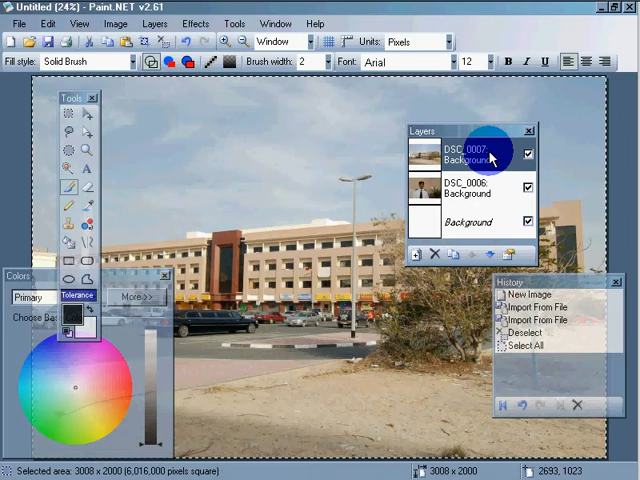 Untitled (24%) - Paint.NET v2.61
File Edit View Image Layers Effects Tools Window Help
Window Units: Pixels
Fill style: Solid Brush Brush width: 2 Font: Arial 12 B I U
Tools
Layers
DSC_0007:
Background
DSC_0006:
Background
Background
Colors
Primary More >>
Choose Bas
Tolerance
History
New Image
Import From File
Import From File
Deselect
Select All
Selected area: 3008 x 2000 (6,016,000 pixels square) 3008 x 2000 2693, 1023